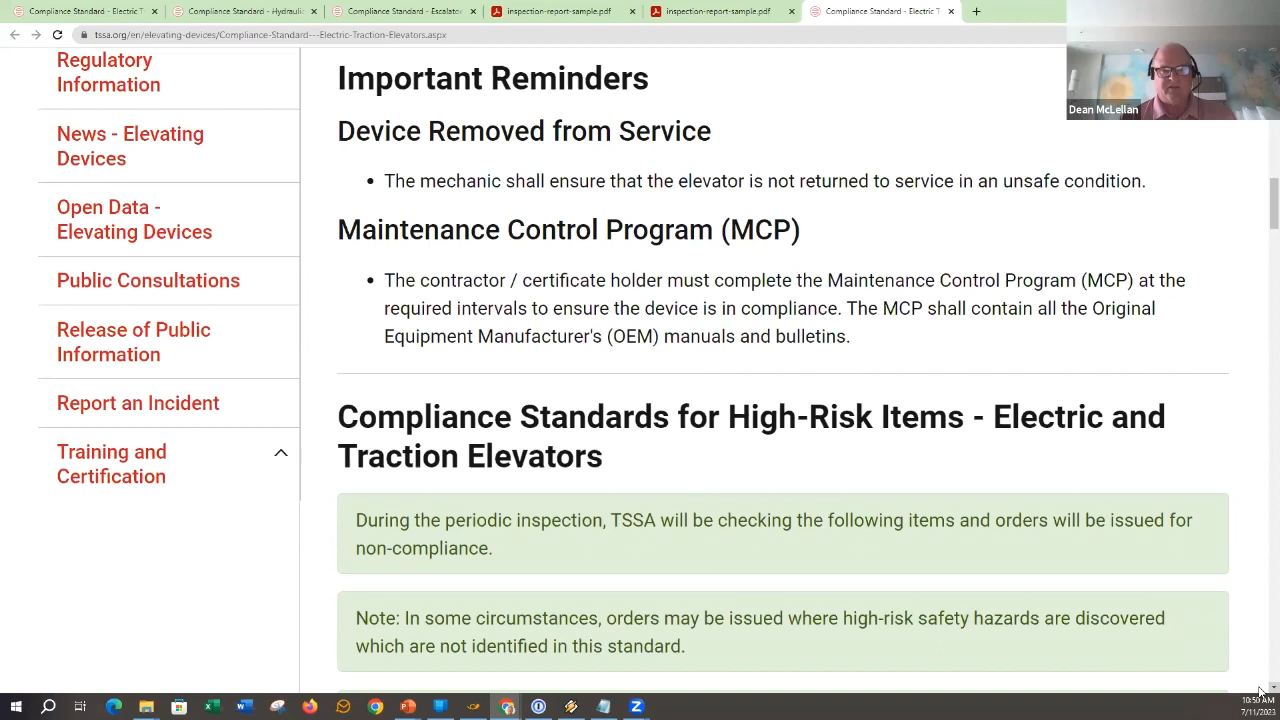 Compliance Standard - Electric T
Compliance Standard - Hydraulic
Compliance Standard - Escalator
inspection-report-sample.pdf
inspection-report-sample.pdf
Compliance Standard - Electric T
tssa.org/en/elevating-devices/Compliance-Standard---Electric-Traction-Elevators.aspx
Dean McLellan
Regulatory
Information
News - Elevating
Devices
Open Data -
Elevating Devices
Public Consultations
Release of Public
Information
Report an Incident
Training and
Certification
Important Reminders
Device Removed from Service
• The mechanic shall ensure that the elevator is not returned to service in an unsafe condition.
Maintenance Control Program (MCP)
• The contractor / certificate holder must complete the Maintenance Control Program (MCP) at the
required intervals to ensure the device is in compliance. The MCP shall contain all the Original
Equipment Manufacturer's (OEM) manuals and bulletins.
Compliance Standards for High-Risk Items - Electric and
Traction Elevators
During the periodic inspection, TSSA will be checking the following items and orders will be issued for
non-compliance.
Note: In some circumstances, orders may be issued where high-risk safety hazards are discovered
which are not identified in this standard.
10:50 AM
7/11/2023